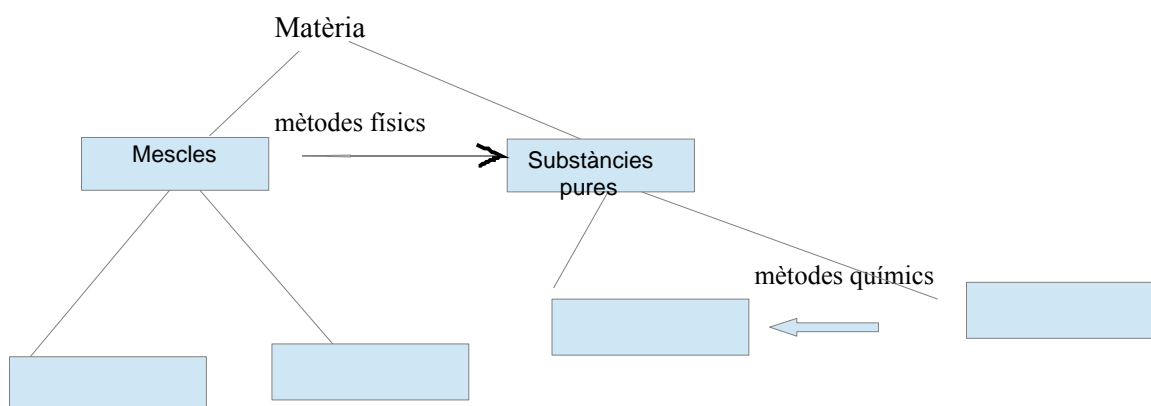 Matèria
mètodes físics
Mescles
Substàncies
pures
mètodes químics